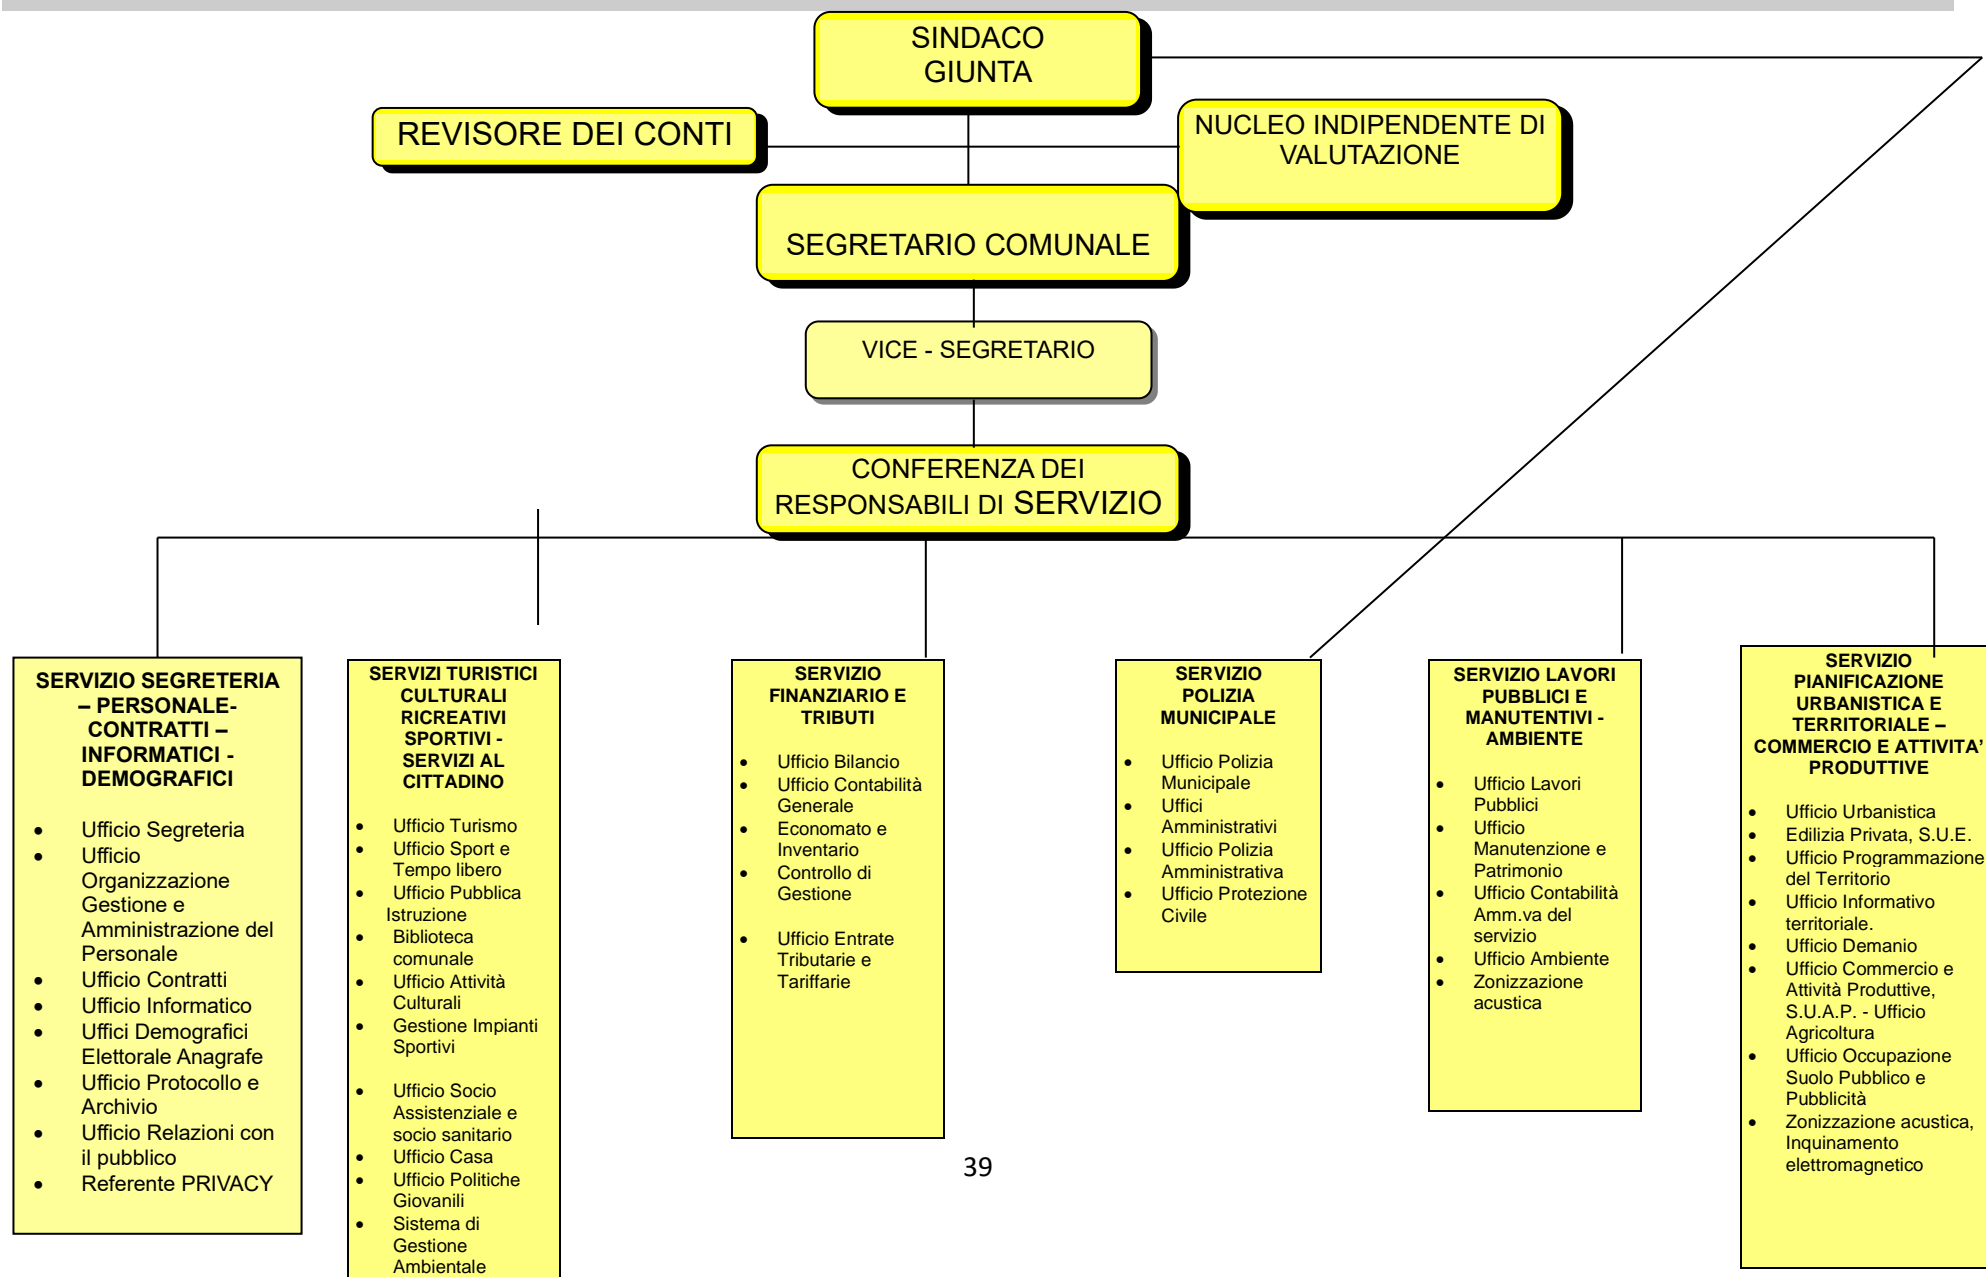 SINDACO
GIUNTA
REVISORE DEI CONTI
NUCLEO INDIPENDENTE DI
VALUTAZIONE
SEGRETARIO COMUNALE
VICE - SEGRETARIO
CONFERENZA DEI
RESPONSABILI DI SERVIZIO
SERVIZIO SEGRETERIA
– PERSONALE-
CONTRATTI –
INFORMATICI -
DEMOGRAFICI
• Ufficio Segreteria
• Ufficio
Organizzazione
Gestione e
Amministrazione del
Personale
• Ufficio Contratti
• Ufficio Informatico
• Uffici Demografici
Elettorale Anagrafe
• Ufficio Protocollo e
Archivio
• Ufficio Relazioni con
il pubblico
• Referente PRIVACY
SERVIZI TURISTICI
CULTURALI
RICREATIVI
SPORTIVI -
SERVIZI AL
CITTADINO
• Ufficio Turismo
• Ufficio Sport e
Tempo libero
• Ufficio Pubblica
Istruzione
• Biblioteca
comunale
• Ufficio Attività
Culturali
• Gestione Impianti
Sportivi
• Ufficio Socio
Assistenziale e
socio sanitario
• Ufficio Casa
• Ufficio Politiche
Giovanili
• Sistema di
Gestione
Ambientale
SERVIZIO
FINANZIARIO E
TRIBUTI
• Ufficio Bilancio
• Ufficio Contabilità
Generale
• Economato e
Inventario
• Controllo di
Gestione
• Ufficio Entrate
Tributarie e
Tariffarie
SERVIZIO
POLIZIA
MUNICIPALE
• Ufficio Polizia
Municipale
• Uffici
Amministrativi
• Ufficio Polizia
Amministrativa
• Ufficio Protezione
Civile
SERVIZIO LAVORI
PUBBLICI E
MANUTENTIVI -
AMBIENTE
• Ufficio Lavori
Pubblici
• Ufficio
Manutenzione e
Patrimonio
• Ufficio Contabilità
Amm.va del
servizio
• Ufficio Ambiente
• Zonizzazione
acustica
SERVIZIO
PIANIFICAZIONE
URBANISTICA E
TERRITORIALE –
COMMERCIO E ATTIVITA’
PRODUTTIVE
• Ufficio Urbanistica
• Edilizia Privata, S.U.E.
• Ufficio Programmazione
del Territorio
• Ufficio Informativo
territoriale.
• Ufficio Demanio
• Ufficio Commercio e
Attività Produttive,
S.U.A.P. - Ufficio
Agricoltura
• Ufficio Occupazione
Suolo Pubblico e
Pubblicità
• Zonizzazione acustica,
Inquinamento
elettromagnetico
39